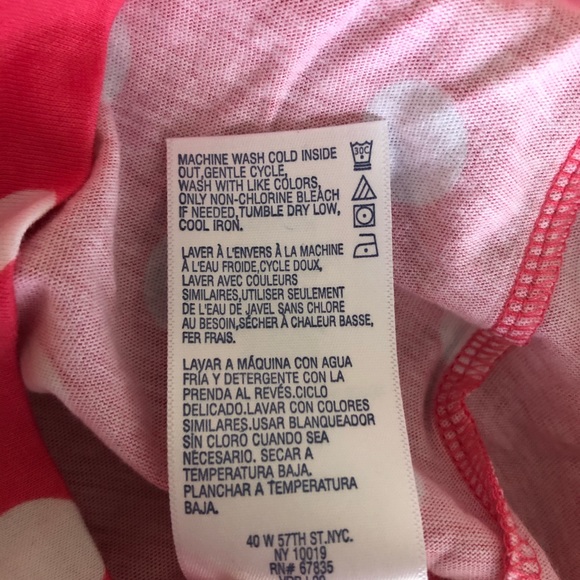 MACHINE WASH COLD INSIDE
OUT,GENTLE CYCLE,
WASH WITH LIKE COLORS,
ONLY NON-CHLORINE BLEACH
IF NEEDED,TUMBLE DRY LOW,
COOL IRON.
30C
LAVER À L'ENVERS À LA MACHINE
À L'EAU FROIDE,CYCLE DOUX,
LAVER AVEC COULEURS
SIMILAIRES,UTILISER SEULEMENT
DE L'EAU DE JAVEL SANS CHLORE
AU BESOIN,SÉCHER À CHALEUR BASSE,
FER FRAIS.
LAVAR A MÁQUINA CON AGUA
FRÍA Y DETERGENTE CON LA
PRENDA AL REVÉS.CICLO
DELICADO.LAVAR CON COLORES
SIMILARES.USAR BLANQUEADOR
SIN CLORO CUANDO SEA
NECESARIO. SECAR A
TEMPERATURA BAJA.
PLANCHAR A TEMPERATURA
BAJA.
40 W 57TH ST.NYC.
NY 10019
RN# 67835